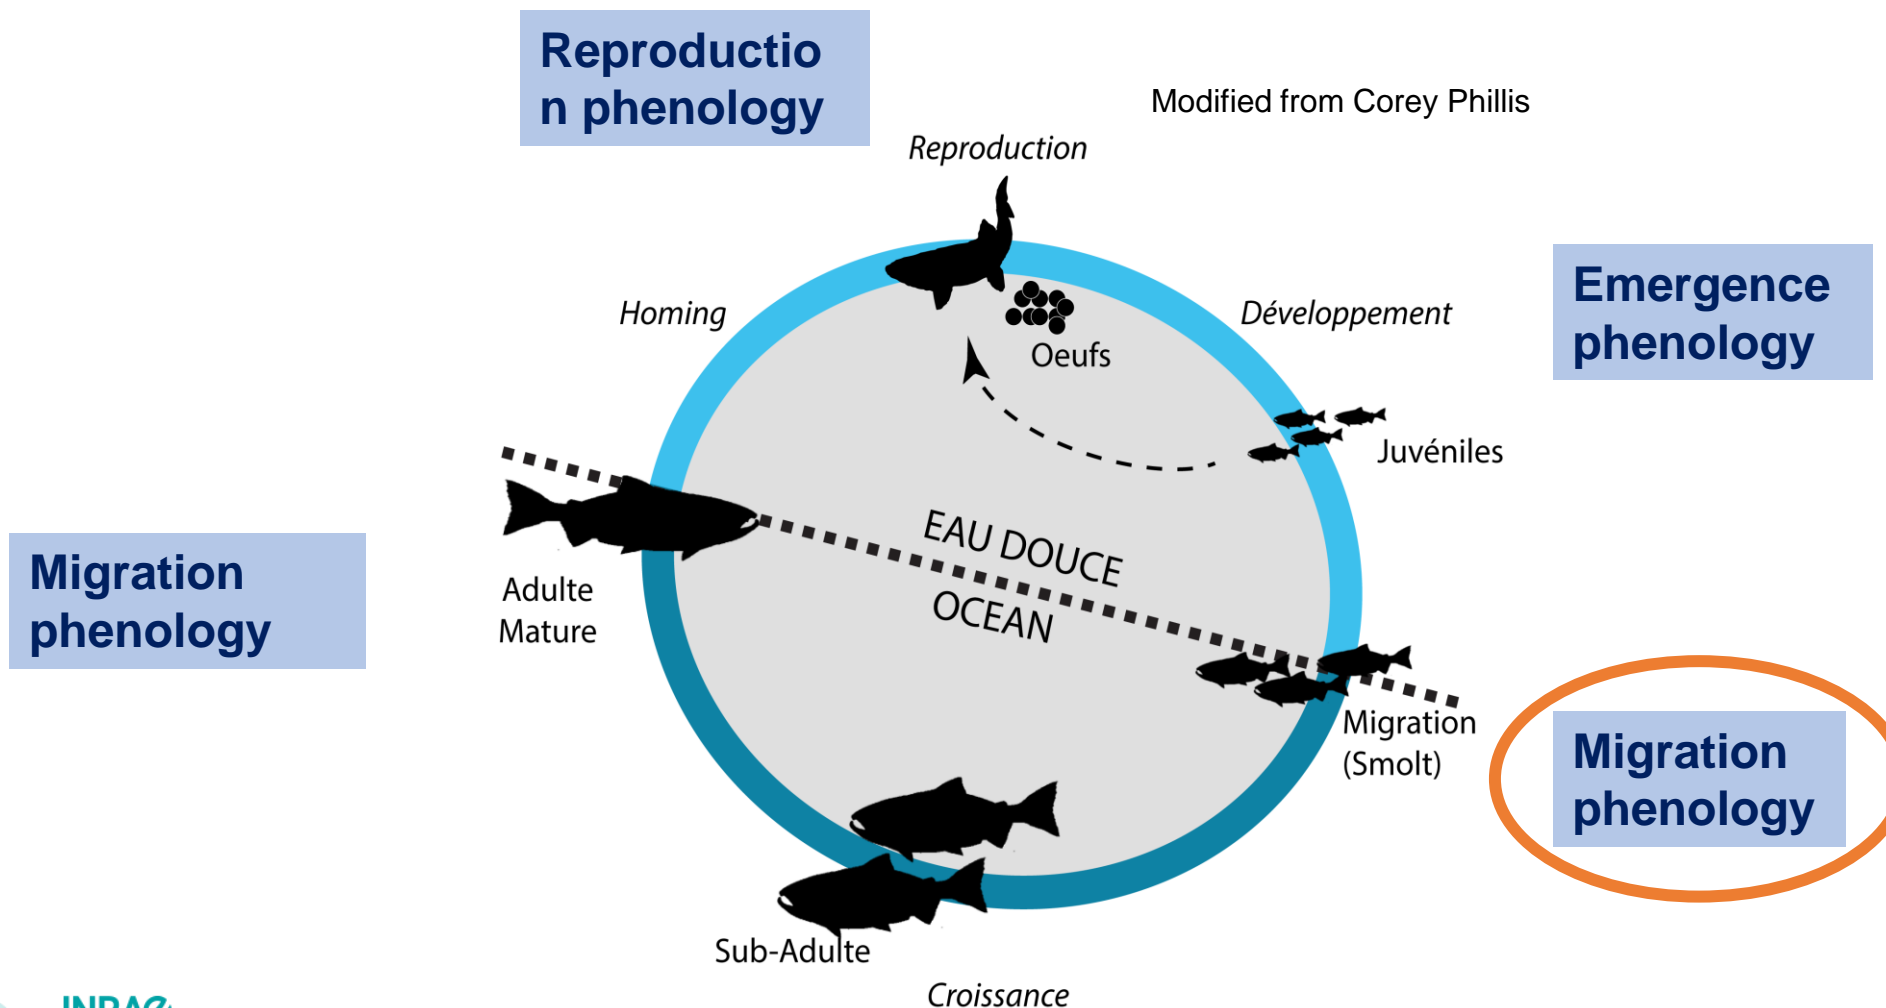 Reproductio
n phenology
Modified from Corey Phillis
Reproduction
Homing
Développement
Emergence
phenology
Oeufs
Juvéniles
EAU DOUCE
OCEAN
Migration
phenology
Adulte
Mature
Migration
(Smolt)
Migration
phenology
Sub-Adulte
Croissance
INRAE